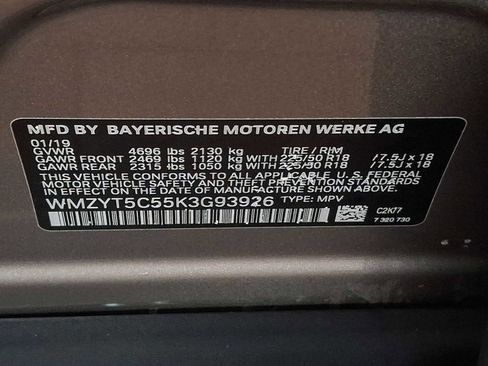 MFD BY BAYERISCHE MOTOREN WERKE AG
01/19
GVWR 4696 lbs 2130 kg TIRE / RIM
GAWR FRONT 2469 lbs 1120 kg WITH 225/50 R18 / 7.5J x 18
GAWR REAR 2315 lbs 1050 kg WITH 225/50 R18 / 7.5J x 18
THIS VEHICLE CONFORMS TO ALL APPLICABLE U.S. FEDERAL
MOTOR VEHICLE SAFETY AND THEFT PREVENTION STANDARDS
IN EFFECT ON THE DATE OF MANUFACTURE SHOWN ABOVE.
WMZYT5C55K3G93926 TYPE: MPV
C2K77
7 320 730